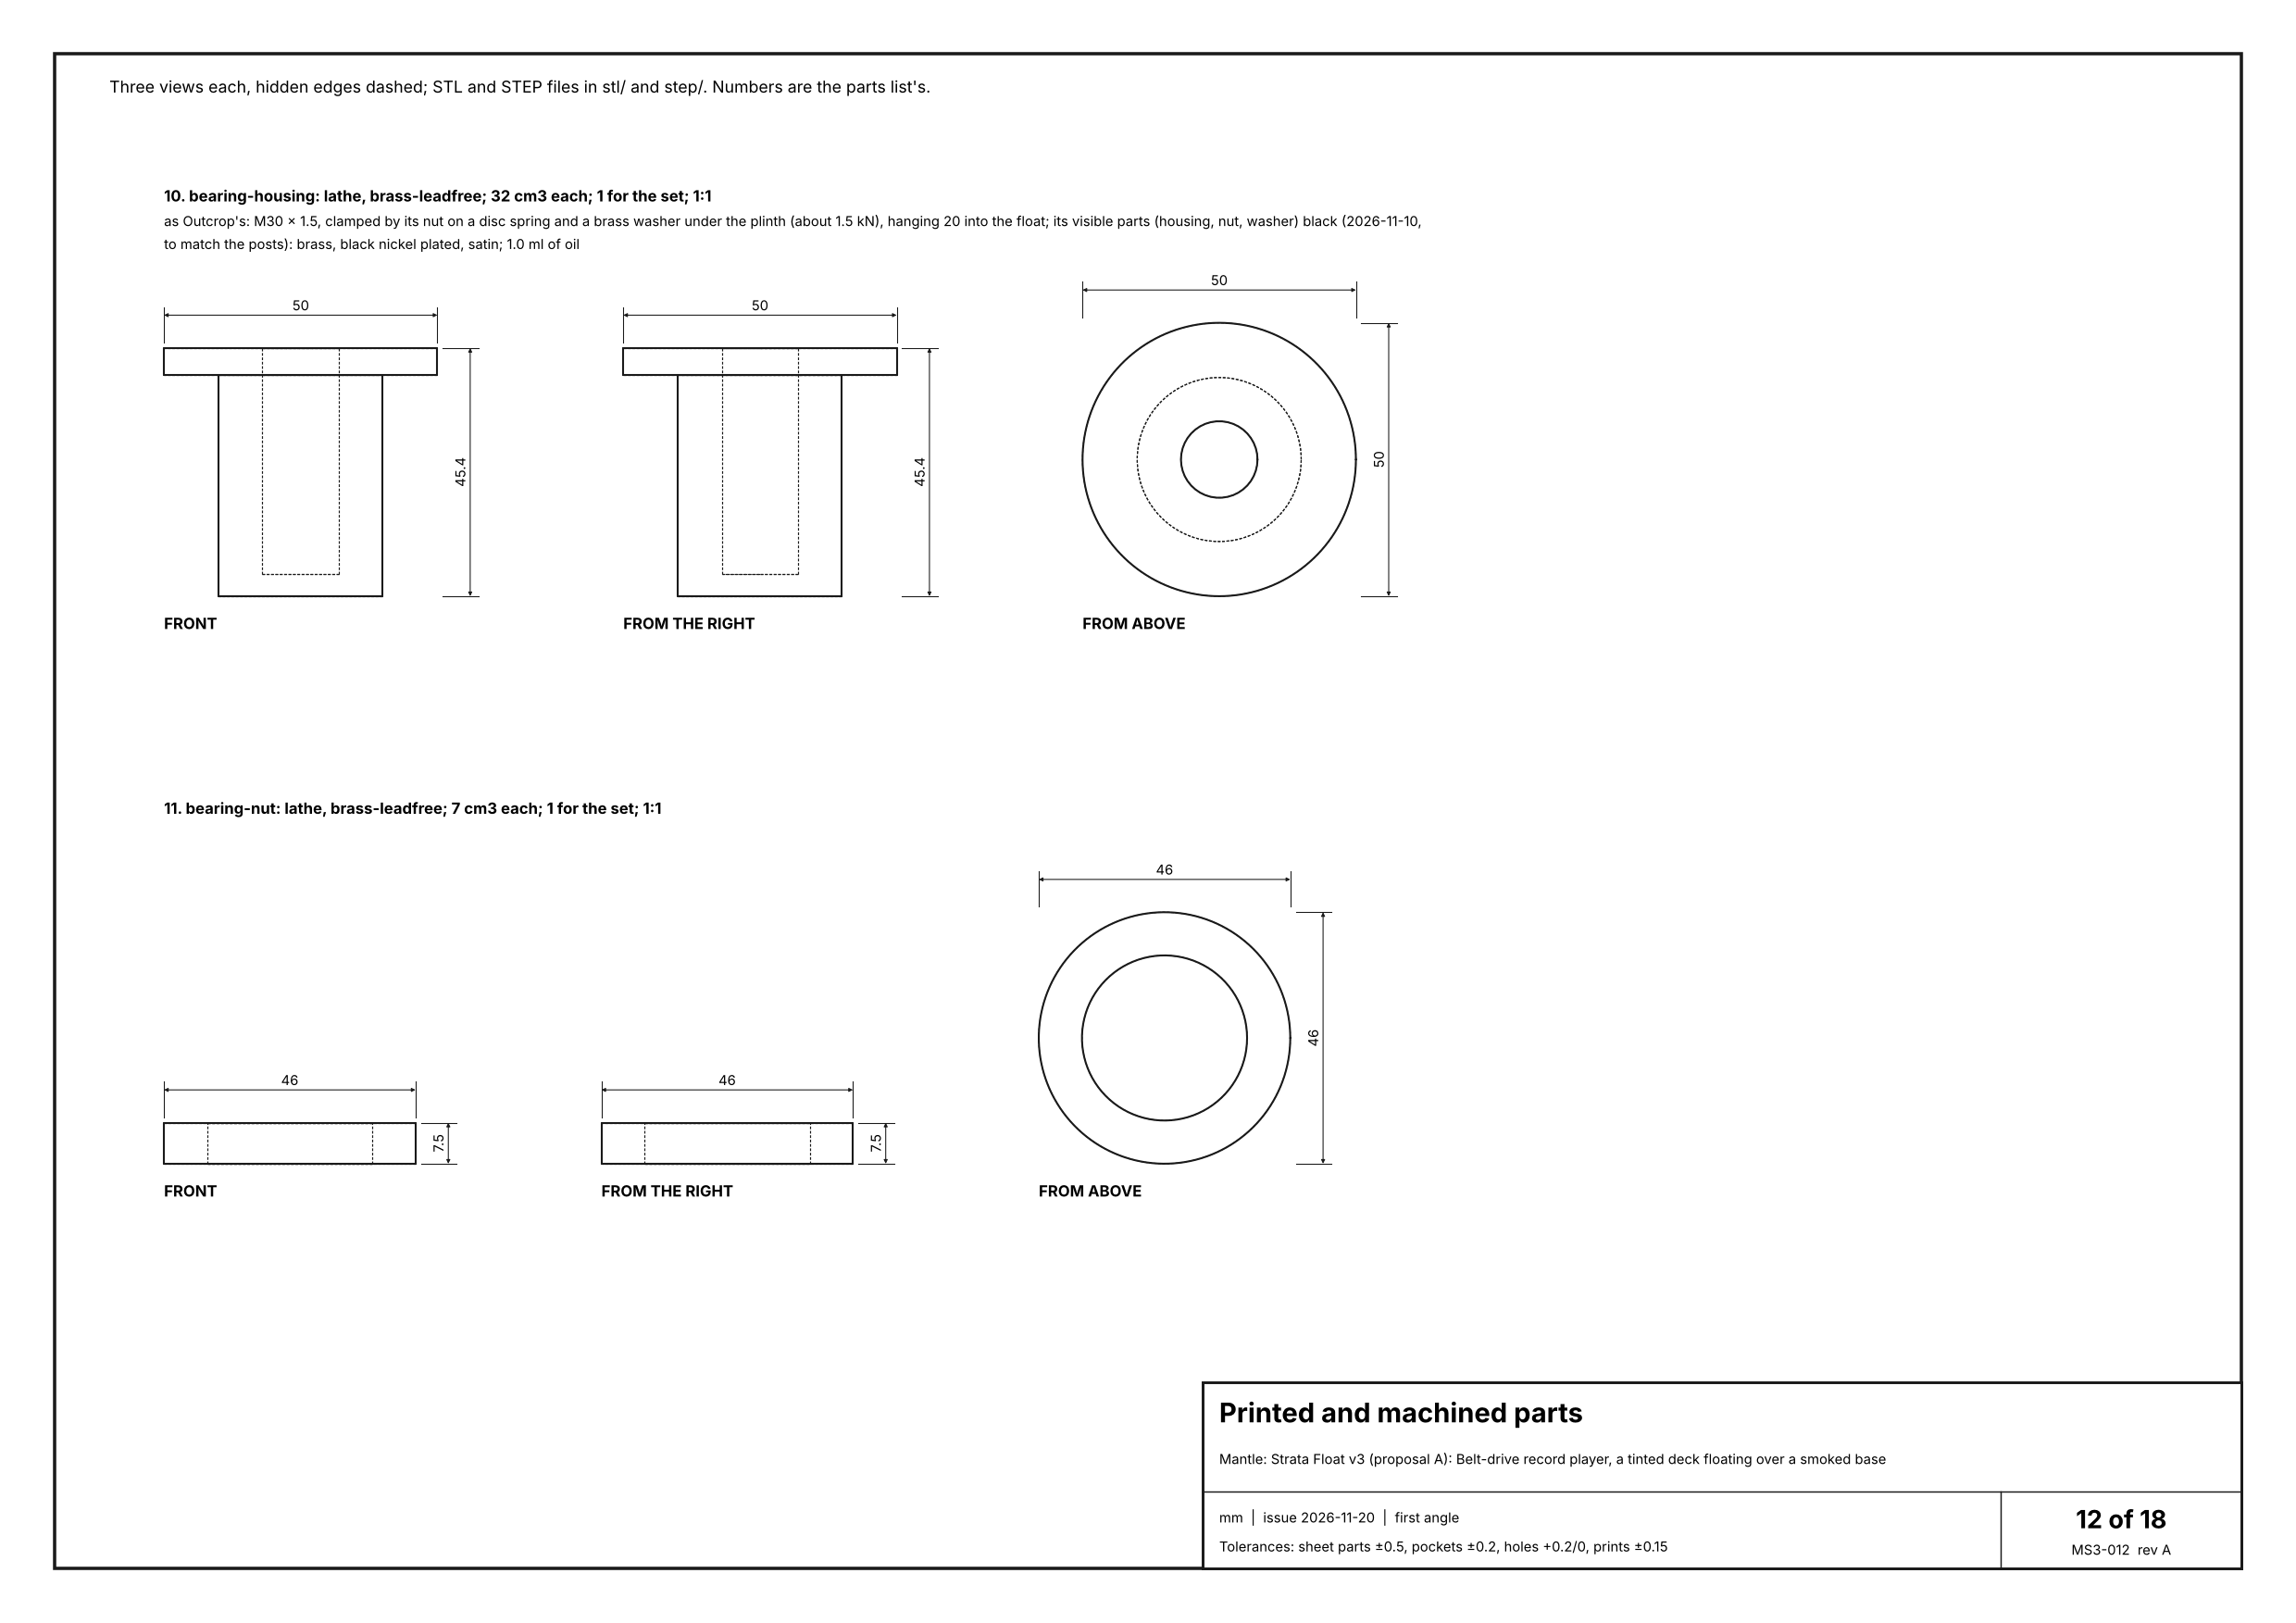 Three views each, hidden edges dashed; STL and STEP files in stl/ and step/. Numbers are the parts list's.
10. bearing-housing: lathe, brass-leadfree; 32 cm3 each; 1 for the set; 1:1
as Outcrop's: M30 × 1.5, clamped by its nut on a disc spring and a brass washer under the plinth (about 1.5 kN), hanging 20 into the float; its visible parts (housing, nut, washer) black (2026-11-10,
to match the posts): brass, black nickel plated, satin; 1.0 ml of oil
50
50
50
45.4
45.4
50
FRONT
FROM THE RIGHT
FROM ABOVE
11. bearing-nut: lathe, brass-leadfree; 7 cm3 each; 1 for the set; 1:1
46
46
46
46
7.5
7.5
FRONT
FROM THE RIGHT
FROM ABOVE
Printed and machined parts
Mantle: Strata Float v3 (proposal A): Belt-drive record player, a tinted deck floating over a smoked base
mm | issue 2026-11-20 | first angle
Tolerances: sheet parts ±0.5, pockets ±0.2, holes +0.2/0, prints ±0.15
12 of 18
MS3-012 rev A